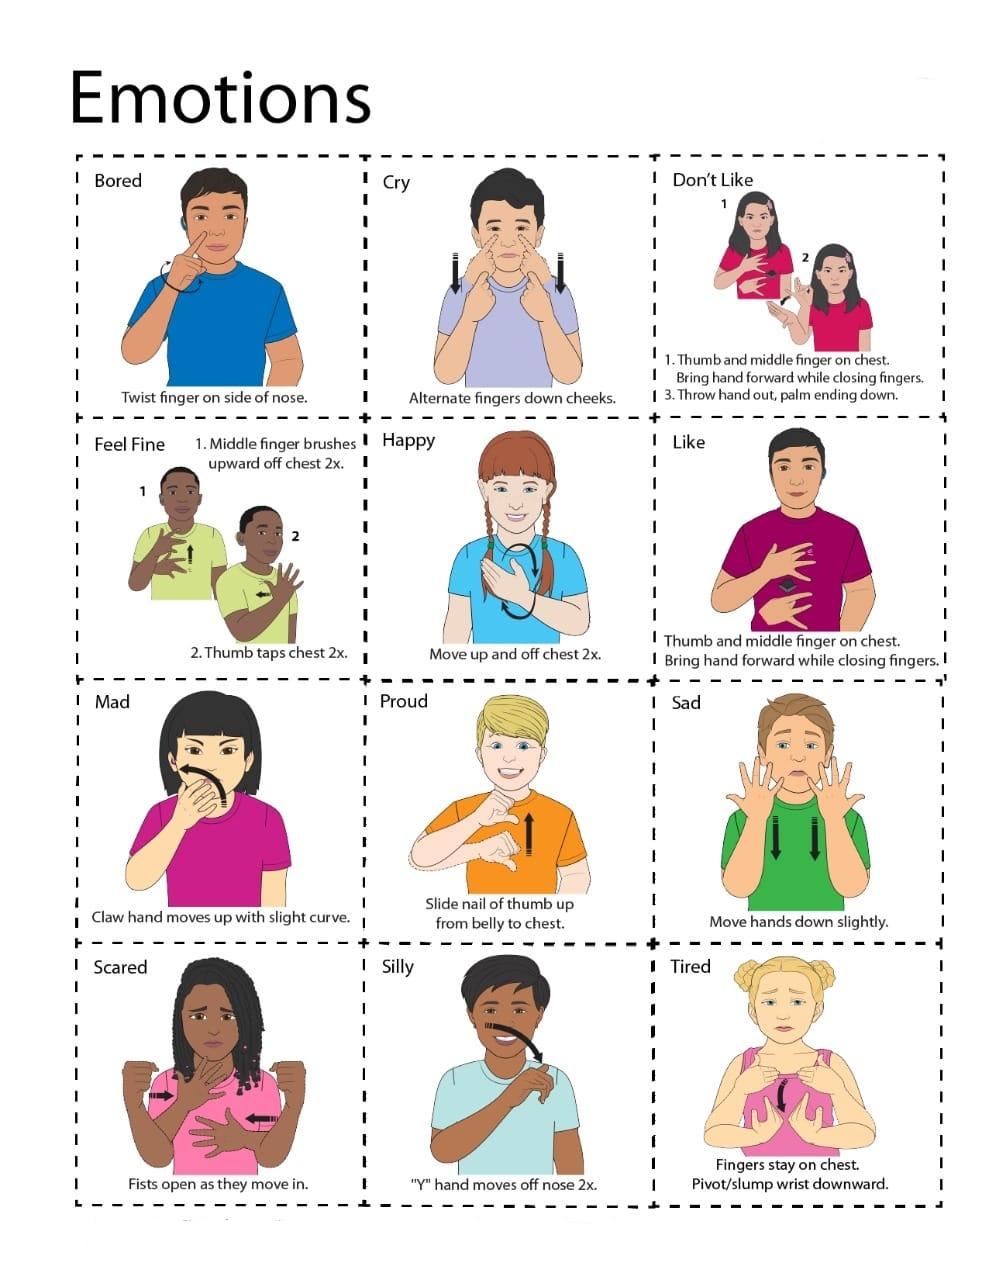 Emotions
Bored
Twist finger on side of nose.
Cry
Alternate fingers down cheeks.
Don't Like
1
2
1. Thumb and middle finger on chest.
Bring hand forward while closing fingers.
3. Throw hand out, palm ending down.
Feel Fine
1. Middle finger brushes
upward off chest 2x.
1
2
2. Thumb taps chest 2x.
Happy
Move up and off chest 2x.
Like
Thumb and middle finger on chest.
Bring hand forward while closing fingers.
Mad
Claw hand moves up with slight curve.
Proud
Slide nail of thumb up
from belly to chest.
Sad
Move hands down slightly.
Scared
Fists open as they move in.
Silly
"Y" hand moves off nose 2x.
Tired
Fingers stay on chest.
Pivot/slump wrist downward.